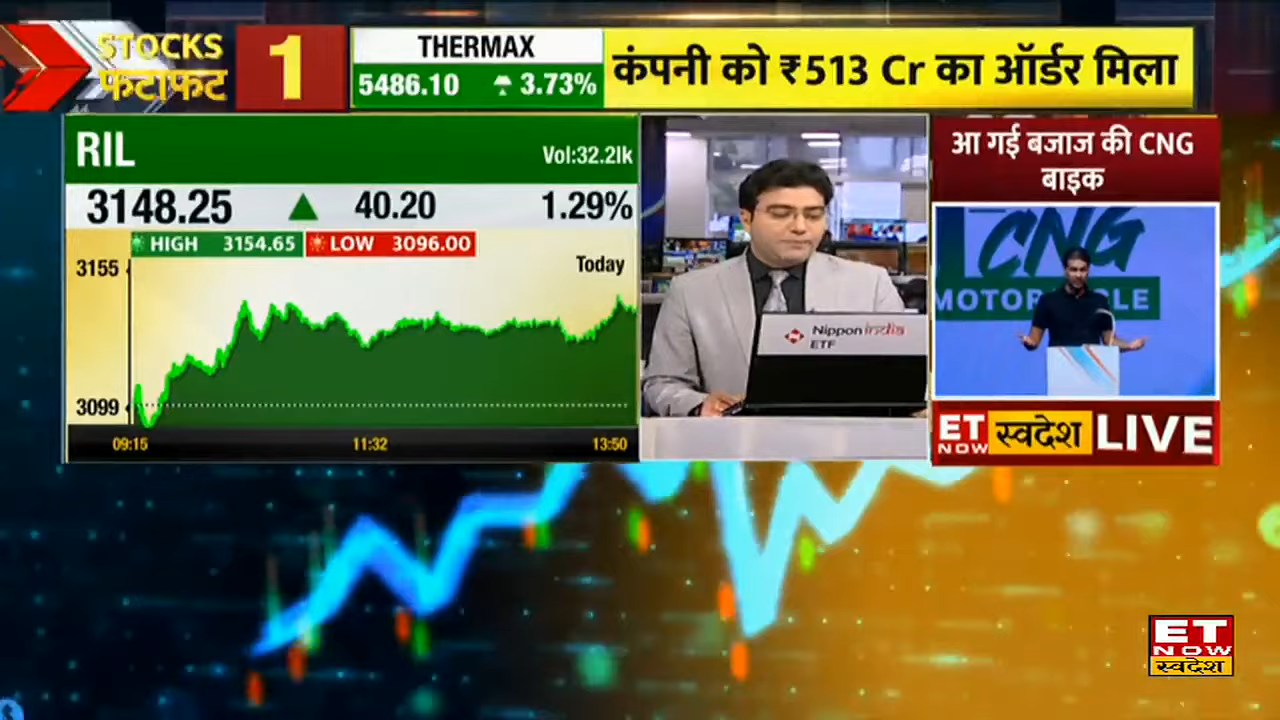 STOCKS
फटाफट
1
THERMAX
5486.10 3.73%
कंपनी को ₹513 Cr का ऑर्डर मिला
RIL
Vol:32.2lk
3148.25 40.20 1.29%
HIGH 3154.65 LOW 3096.00
Today
3155
3099
09:15 11:32 13:50
Nippon india
ETF
आ गई बजाज की CNG
बाइक
CNG
ET
NOW
स्वदेश
LIVE
ET
NOW
स्वदेश